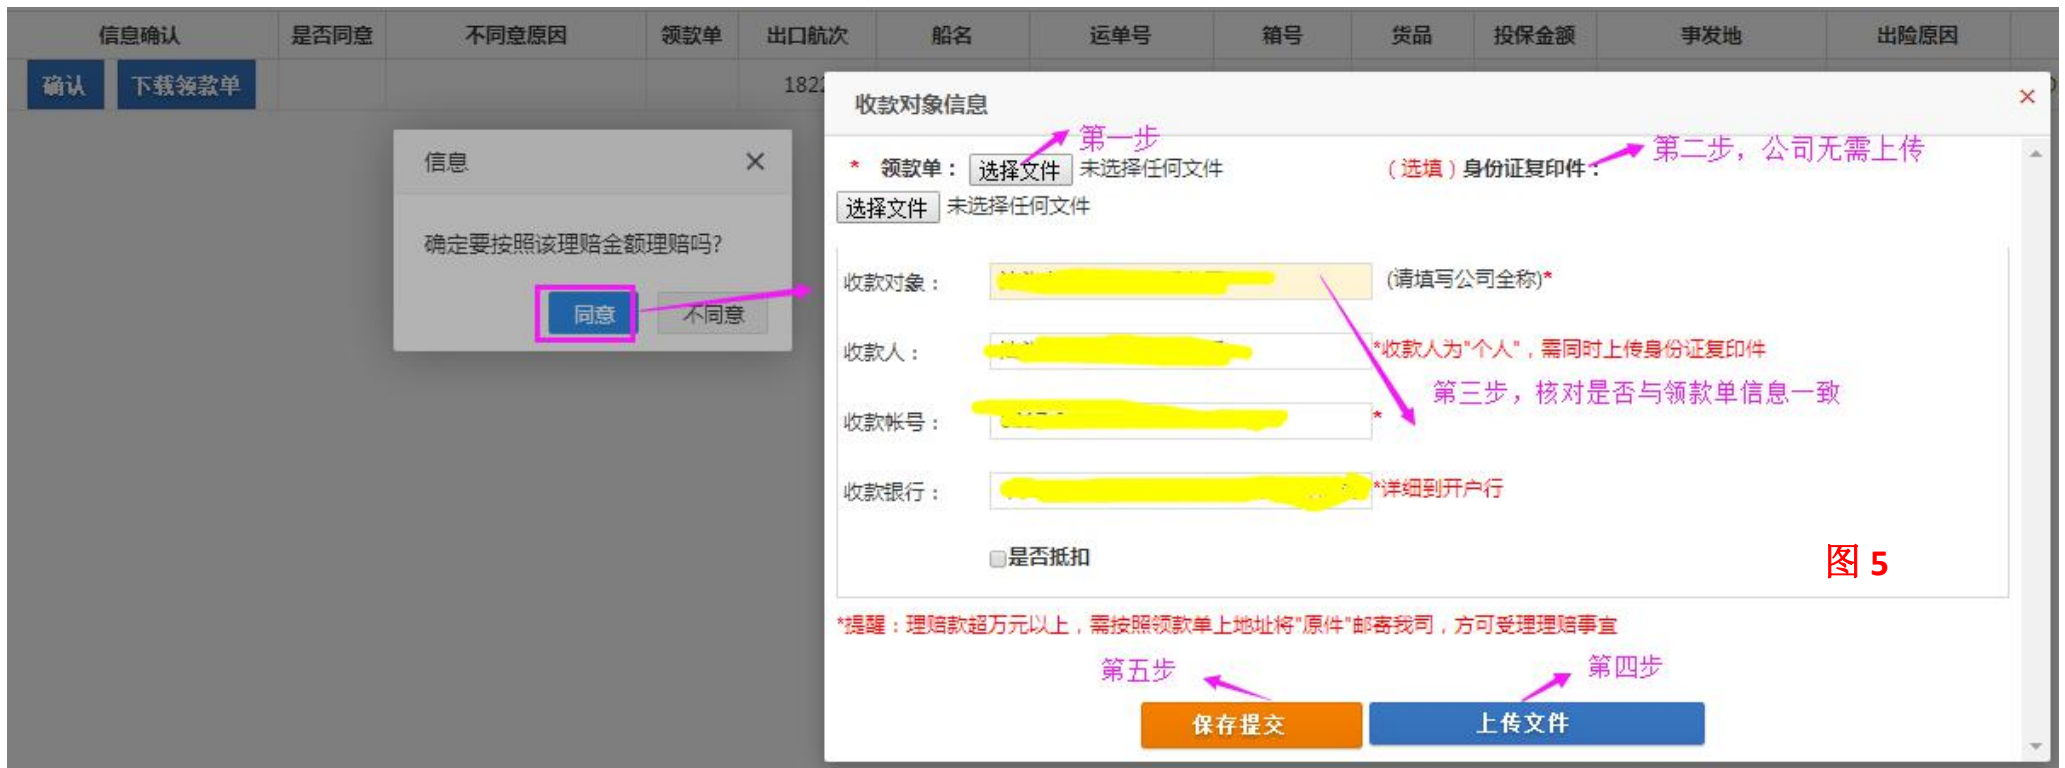 信息确认 是否同意 不同意原因 领款单 出口航次 船名 运单号 箱号 货品 投保金额 事发地 出险原因
确认 下载领款单 182
信息 ×
确定要按照该理赔金额理赔吗?
同意 不同意
收款对象信息 ×
第一步
第二步，公司无需上传
* 领款单： 选择文件 未选择任何文件 （选填）身份证复印件：
选择文件 未选择任何文件
收款对象： (请填写公司全称)*
收款人： *收款人为"个人"，需同时上传身份证复印件
第三步，核对是否与领款单信息一致
收款帐号： *
收款银行： *详细到开户行
是否抵扣
图 5
*提醒：理赔款超万元以上，需按照领款单上地址将"原件"邮寄我司，方可受理理赔事宜
第五步 第四步
保存提交 上传文件